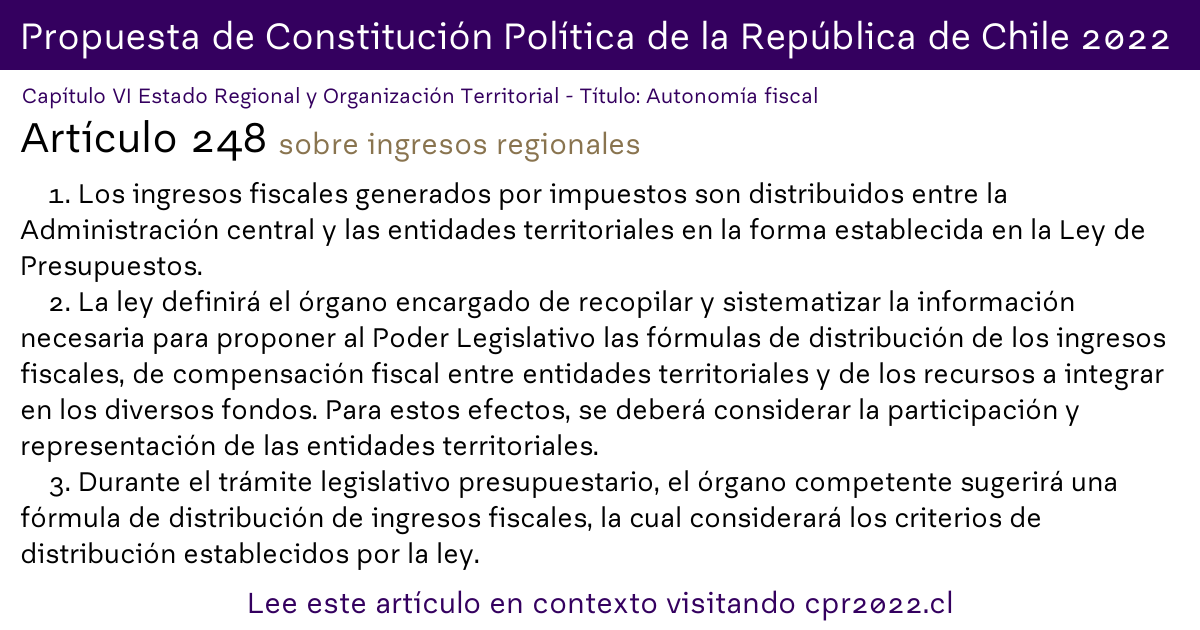 Propuesta de Constitución Política de la República de Chile 2022
Capítulo VI Estado Regional y Organización Territorial - Título: Autonomía fiscal
Artículo 248 sobre ingresos regionales
1. Los ingresos fiscales generados por impuestos son distribuidos entre la
Administración central y las entidades territoriales en la forma establecida en la Ley de
Presupuestos.
2. La ley definirá el órgano encargado de recopilar y sistematizar la información
necesaria para proponer al Poder Legislativo las fórmulas de distribución de los ingresos
fiscales, de compensación fiscal entre entidades territoriales y de los recursos a integrar
en los diversos fondos. Para estos efectos, se deberá considerar la participación y
representación de las entidades territoriales.
3. Durante el trámite legislativo presupuestario, el órgano competente sugerirá una
fórmula de distribución de ingresos fiscales, la cual considerará los criterios de
distribución establecidos por la ley.
Lee este artículo en contexto visitando cpr2022.cl